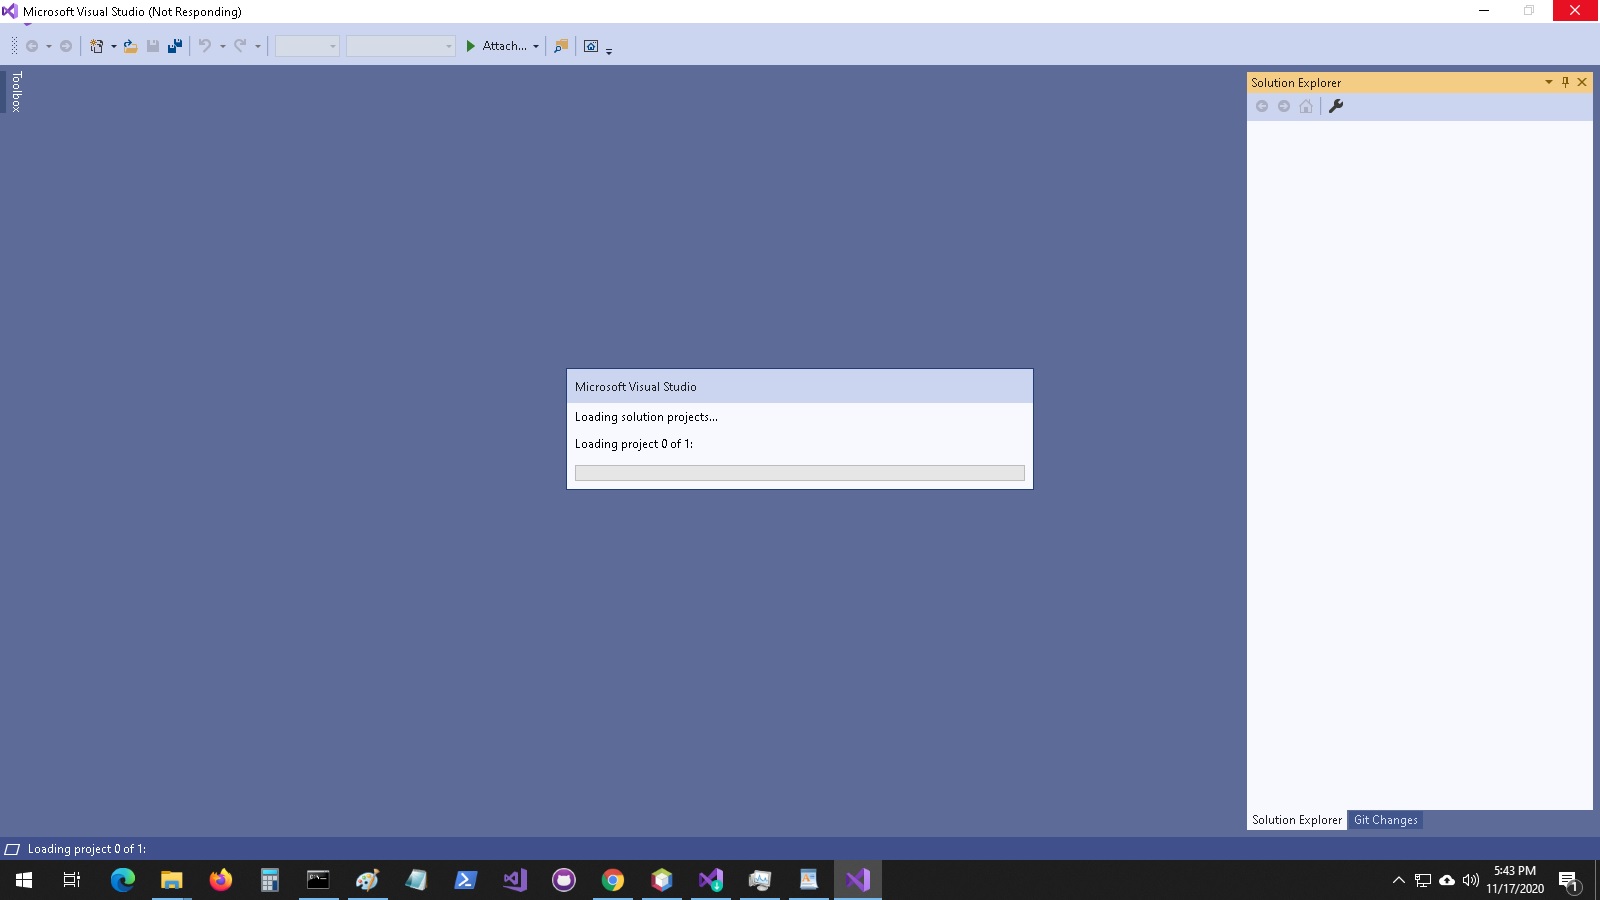 Microsoft Visual Studio (Not Responding)
Attach...
Toolbox
Solution Explorer
Microsoft Visual Studio
Loading solution projects...
Loading project 0 of 1:
Solution Explorer Git Changes
Loading project 0 of 1:
5:43 PM
11/17/2020
1